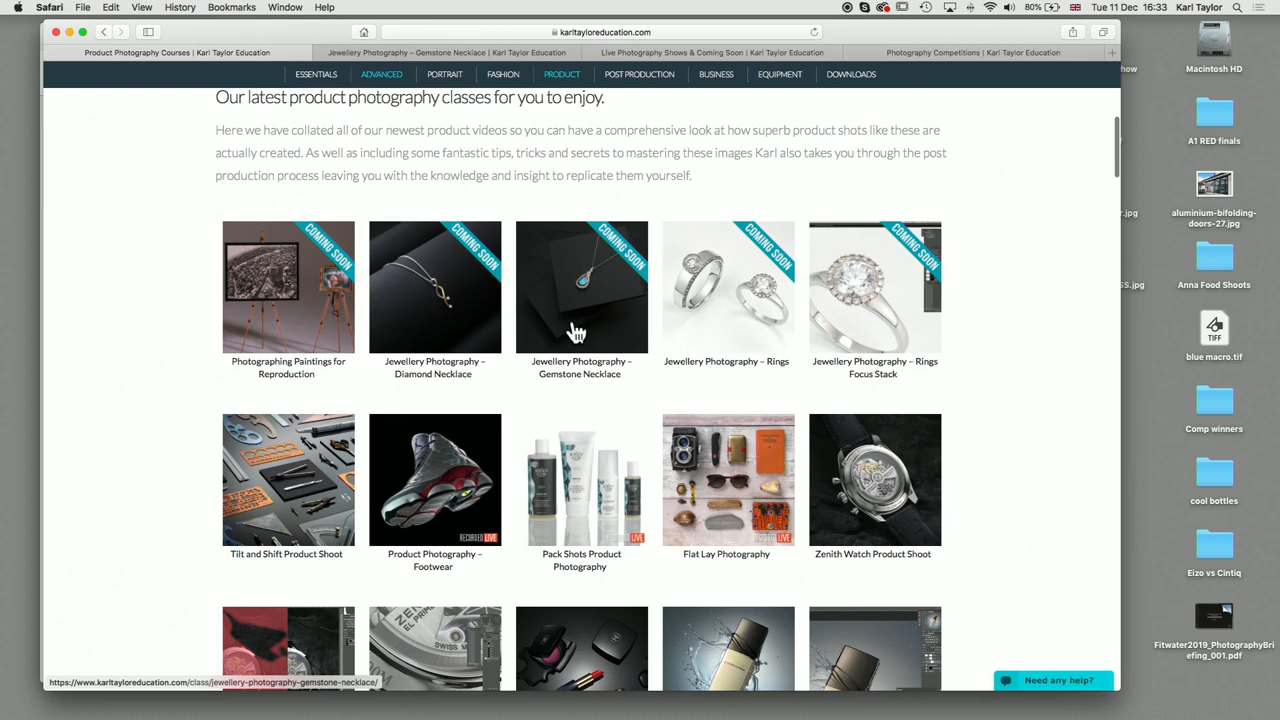 Safari File Edit View History Bookmarks Window Help 80% Tue 11 Dec 16:33 Karl Taylor
karltayloreducation.com
Product Photography Courses | Karl Taylor Education Jewellery Photography – Gemstone Necklace | Karl Taylor Education Live Photography Shows & Coming Soon | Karl Taylor Education Photography Competitions | Karl Taylor Education
ESSENTIALS ADVANCED PORTRAIT FASHION PRODUCT POST PRODUCTION BUSINESS EQUIPMENT DOWNLOADS
Our latest product photography classes for you to enjoy.
Here we have collated all of our newest product videos so you can have a comprehensive look at how superb product shots like these are
actually created. As well as including some fantastic tips, tricks and secrets to mastering these images Karl also takes you through the post
production process leaving you with the knowledge and insight to replicate them yourself.
COMING SOON COMING SOON COMING SOON COMING SOON COMING SOON
Photographing Paintings for
Reproduction
Jewellery Photography –
Diamond Necklace
Jewellery Photography –
Gemstone Necklace
Jewellery Photography – Rings
Jewellery Photography – Rings
Focus Stack
RECORDED LIVE RECORDED LIVE RECORDED LIVE
Tilt and Shift Product Shoot
Product Photography –
Footwear
Pack Shots Product
Photography
Flat Lay Photography
Zenith Watch Product Shoot
https://www.karltayloreducation.com/class/jewellery-photography-gemstone-necklace/
Need any help?
Macintosh HD
how
A1 RED finals
aluminium-bifolding-
doors-27.jpg
.jpg
Anna Food Shoots
SS.jpg
TIFF
blue macro.tif
Comp winners
cool bottles
Eizo vs Cintiq
Fitwater2019_PhotographyBri
efing_001.pdf